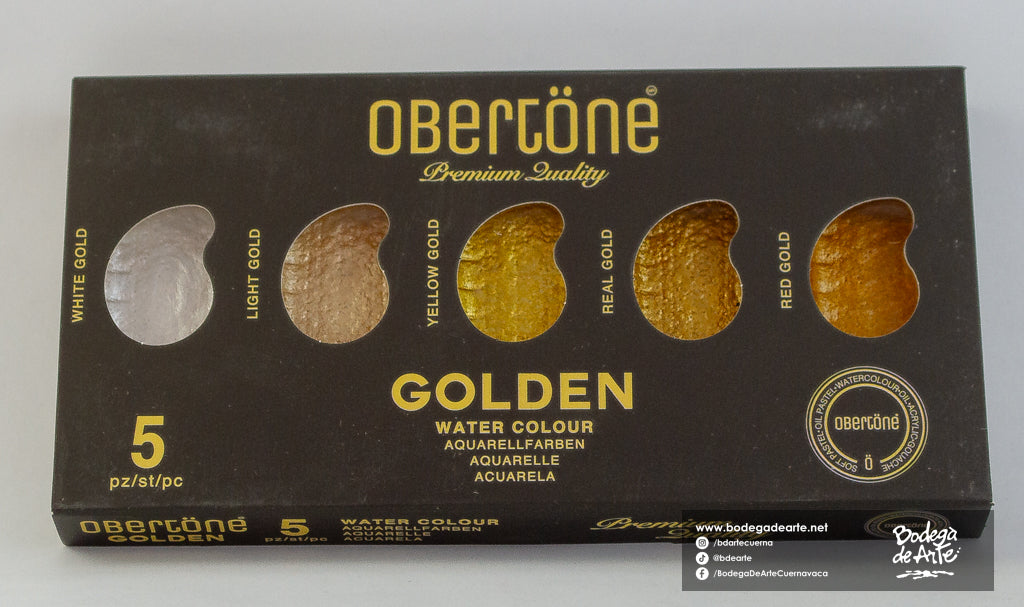 OBERTÖNE
Premium Quality
WHITE GOLD
LIGHT GOLD
YELLOW GOLD
REAL GOLD
RED GOLD
GOLDEN
WATER COLOUR
AQUARELLFARBEN
AQUARELLE
ACUARELA
5
pz/st/pc
SOFT PASTEL•OIL PASTEL•WATERCOLOUR•OIL•ACRYLIC•GOUACHE
OBERTÖNE
Ö
OBERTÖNE
GOLDEN
5
pz/st/pc
WATER COLOUR
AQUARELLFARBEN
AQUARELLE
ACUARELA
Premium
www.bodegadearte.net
/bdartecuerna
@bdearte
/BodegaDeArteCuernavaca
Bodega
de Arte